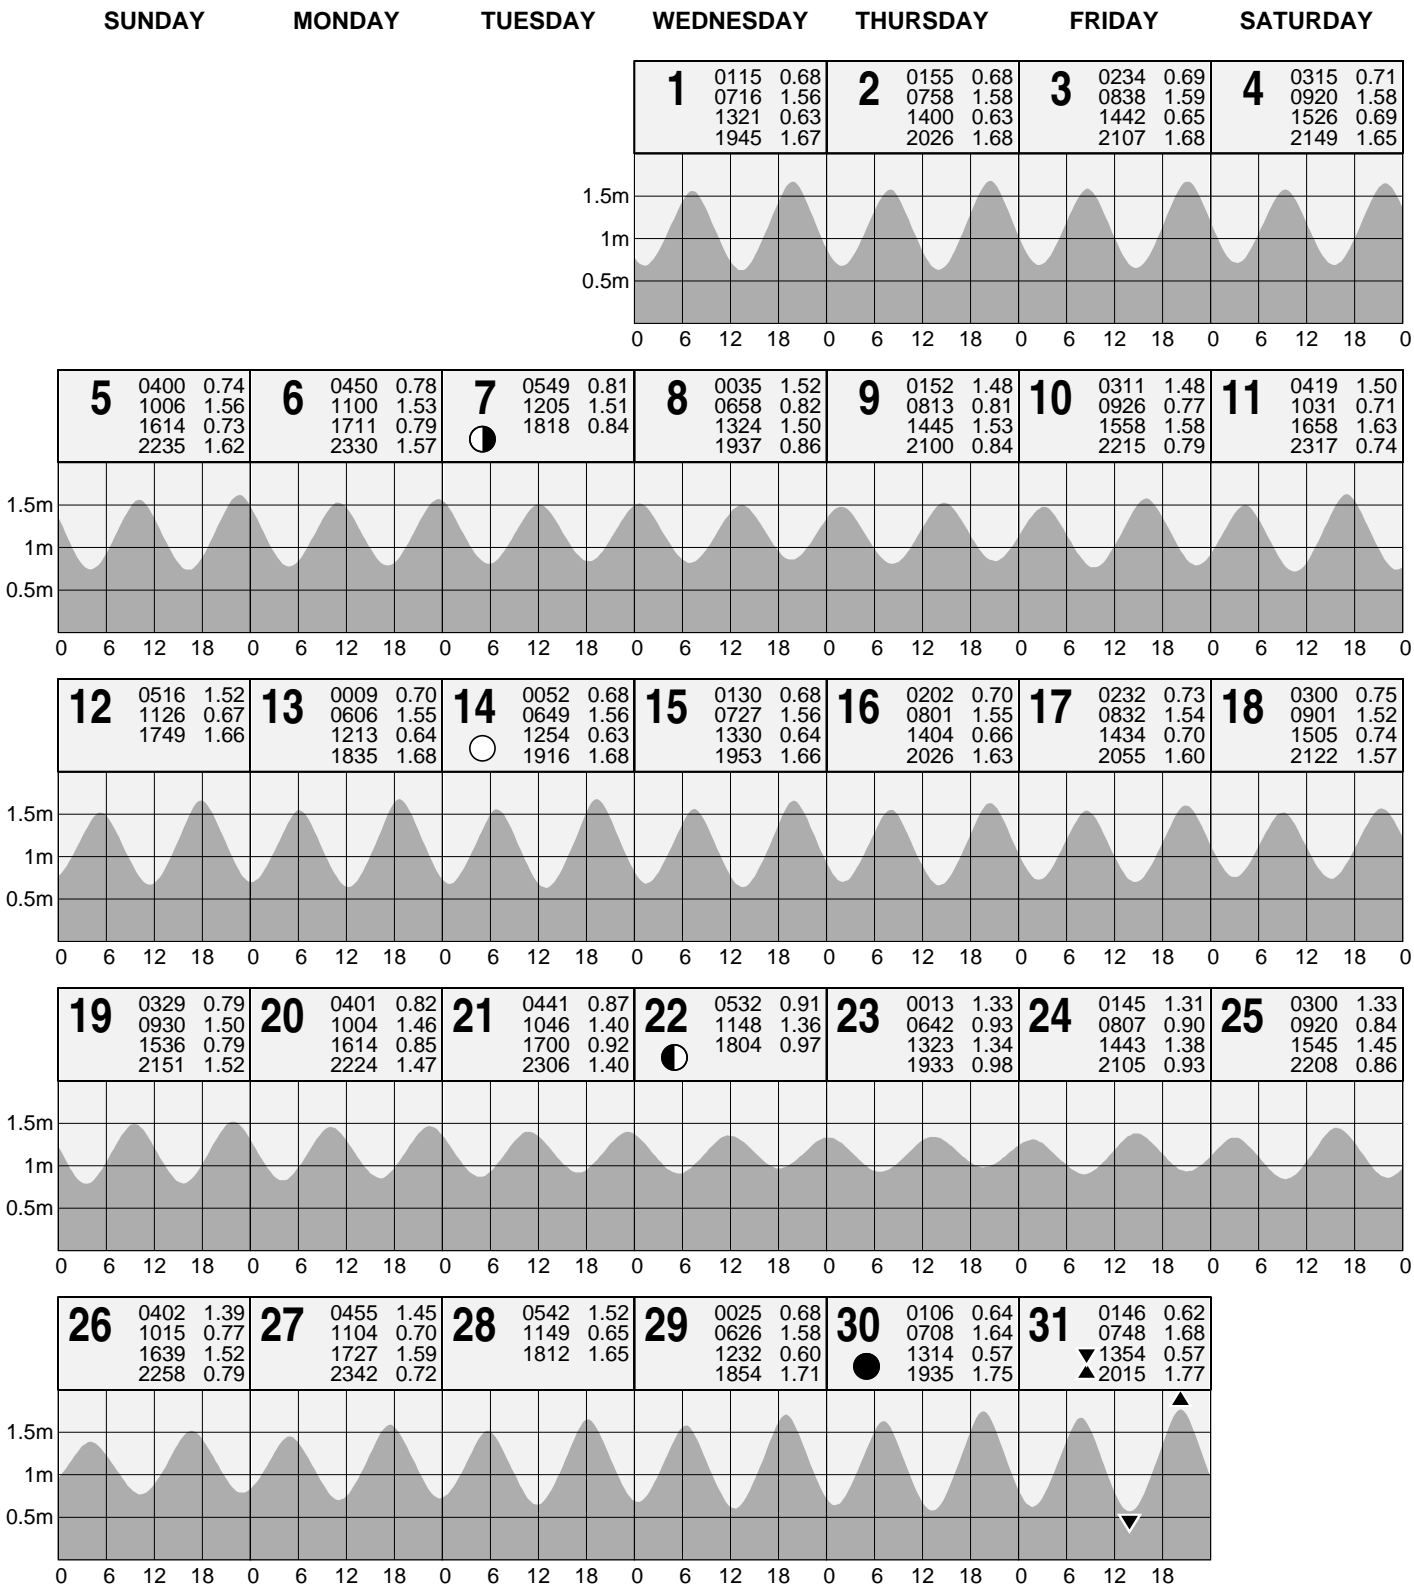 SUNDAY MONDAY TUESDAY WEDNESDAY THURSDAY FRIDAY SATURDAY
1 0115 0.68 2 0155 0.68 3 0234 0.69 4 0315 0.71
0716 1.56 0758 1.58 0838 1.59 0920 1.58
1321 0.63 1400 0.63 1442 0.65 1526 0.69
1945 1.67 2026 1.68 2107 1.68 2149 1.65
1.5m
1m
0.5m
0 6 12 18 0 6 12 18 0 6 12 18 0 6 12 18 0
5 0400 0.74 6 0450 0.78 7 0549 0.81 8 0035 1.52 9 0152 1.48 10 0311 1.48 11 0419 1.50
1006 1.56 1100 1.53 1205 1.51 0658 0.82 0813 0.81 0926 0.77 1031 0.71
1614 0.73 1711 0.79 1818 0.84 1324 1.50 1445 1.53 1558 1.58 1658 1.63
2235 1.62 2330 1.57 1937 0.86 2100 0.84 2215 0.79 2317 0.74
1.5m
1m
0.5m
0 6 12 18 0 6 12 18 0 6 12 18 0 6 12 18 0 6 12 18 0 6 12 18 0 6 12 18 0
12 0516 1.52 13 0009 0.70 14 0052 0.68 15 0130 0.68 16 0202 0.70 17 0232 0.73 18 0300 0.75
1126 0.67 0606 1.55 0649 1.56 0727 1.56 0801 1.55 0832 1.54 0901 1.52
1749 1.66 1213 0.64 1254 0.63 1330 0.64 1404 0.66 1434 0.70 1505 0.74
1835 1.68 1916 1.68 1953 1.66 2026 1.63 2055 1.60 2122 1.57
1.5m
1m
0.5m
0 6 12 18 0 6 12 18 0 6 12 18 0 6 12 18 0 6 12 18 0 6 12 18 0 6 12 18 0
19 0329 0.79 20 0401 0.82 21 0441 0.87 22 0532 0.91 23 0013 1.33 24 0145 1.31 25 0300 1.33
0930 1.50 1004 1.46 1046 1.40 1148 1.36 0642 0.93 0807 0.90 0920 0.84
1536 0.79 1614 0.85 1700 0.92 1804 0.97 1323 1.34 1443 1.38 1545 1.45
2151 1.52 2224 1.47 2306 1.40 1933 0.98 2105 0.93 2208 0.86
1.5m
1m
0.5m
0 6 12 18 0 6 12 18 0 6 12 18 0 6 12 18 0 6 12 18 0 6 12 18 0 6 12 18 0
26 0402 1.39 27 0455 1.45 28 0542 1.52 29 0025 0.68 30 0106 0.64 31 0146 0.62
1015 0.77 1104 0.70 1149 0.65 0626 1.58 0708 1.64 0748 1.68
1639 1.52 1727 1.59 1812 1.65 1232 0.60 1314 0.57 1354 0.57
2258 0.79 2342 0.72 1854 1.71 1935 1.75 2015 1.77
1.5m
1m
0.5m
0 6 12 18 0 6 12 18 0 6 12 18 0 6 12 18 0 6 12 18 0 6 12 18